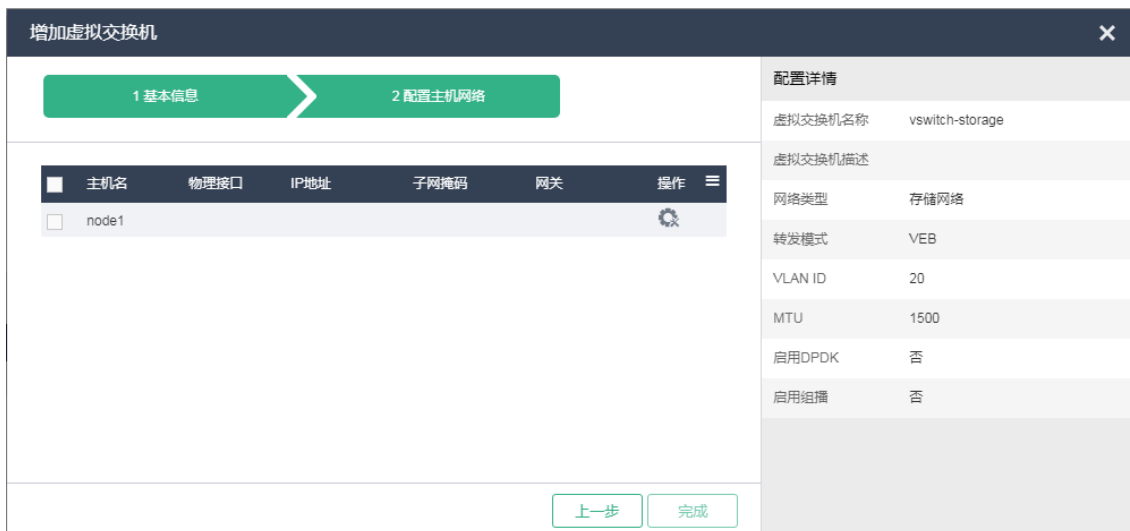 增加虚拟交换机
1 基本信息
2 配置主机网络
主机名 物理接口 IP地址 子网掩码 网关 操作
node1
上一步 完成
配置详情
虚拟交换机名称 vswitch-storage
虚拟交换机描述
网络类型 存储网络
转发模式 VEB
VLAN ID 20
MTU 1500
启用DPDK 否
启用组播 否